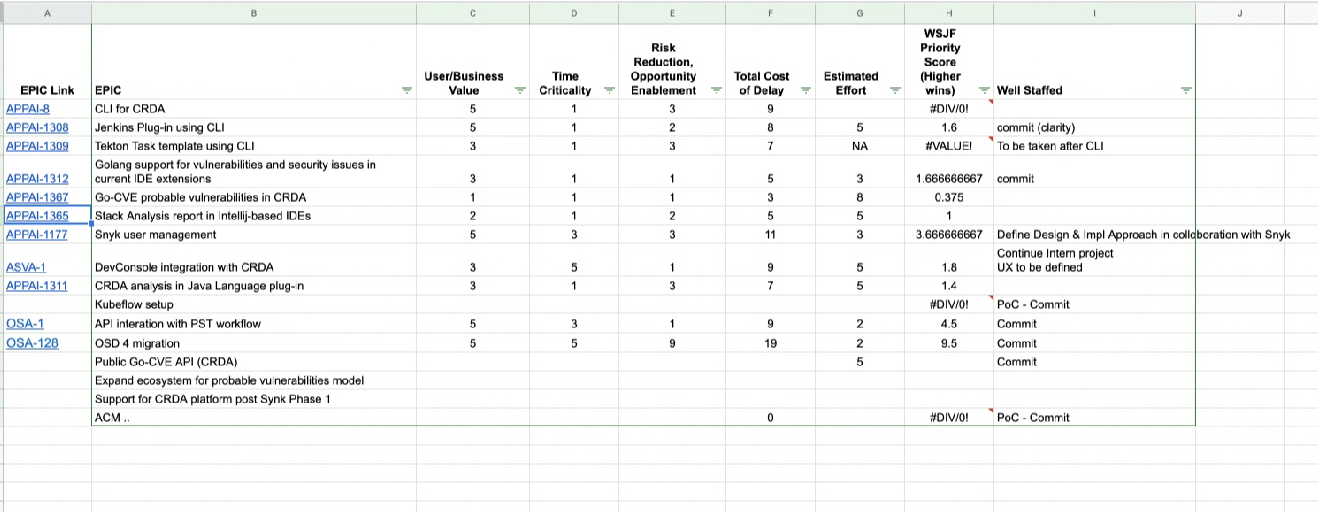 A B C D E F G H I J
EPIC Link EPIC User/Business Value Time Criticality Risk Reduction, Opportunity Enablement Total Cost of Delay Estimated Effort WSJF Priority Score (Higher wins) Well Staffed
APPAI-8 CLI for CRDA 5 1 3 9 #DIV/0!
APPAI-1308 Jenkins Plug-in using CLI 5 1 2 8 5 1.6 commit (clarity)
APPAI-1309 Tekton Task template using CLI 3 1 3 7 NA #VALUE! To be taken after CLI
Golang support for vulnerabilities and security issues in
APPAI-1312 current IDE extensions 3 1 1 5 3 1.666666667 commit
APPAI-1367 Go-CVE probable vulnerabilities in CRDA 1 1 1 3 8 0.375
APPAI-1365 Stack Analysis report in Intellij-based IDEs 2 1 2 5 5 1
APPAI-1177 Snyk user management 5 3 3 11 3 3.666666667 Define Design & Impl Approach in collaboration with Snyk
Continue Intern project
ASVA-1 DevConsole integration with CRDA 3 5 1 9 5 1.8 UX to be defined
APPAI-1311 CRDA analysis in Java Language plug-in 3 1 3 7 5 1.4
Kubeflow setup #DIV/0! PoC - Commit
OSA-1 API interation with PST workflow 5 3 1 9 2 4.5 Commit
OSA-128 OSD 4 migration 5 5 9 19 2 9.5 Commit
Public Go-CVE API (CRDA) 5 Commit
Expand ecosystem for probable vulnerabilities model
Support for CRDA platform post Synk Phase 1
ACM .. 0 #DIV/0! PoC - Commit